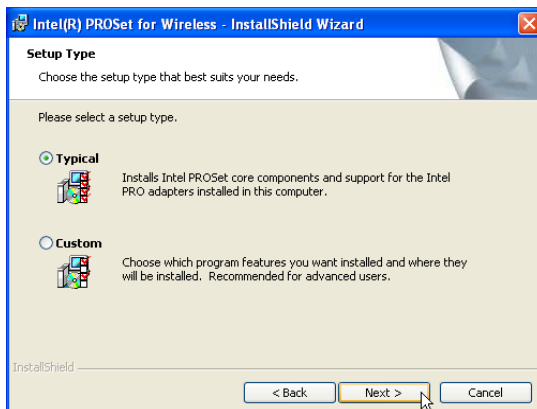 Intel(R) PROSet for Wireless - InstallShield Wizard
Setup Type
Choose the setup type that best suits your needs.
Please select a setup type.
Typical
Installs Intel PROSet core components and support for the Intel
PRO adapters installed in this computer.
Custom
Choose which program features you want installed and where they
will be installed. Recommended for advanced users.
InstallShield
< Back
Next >
Cancel